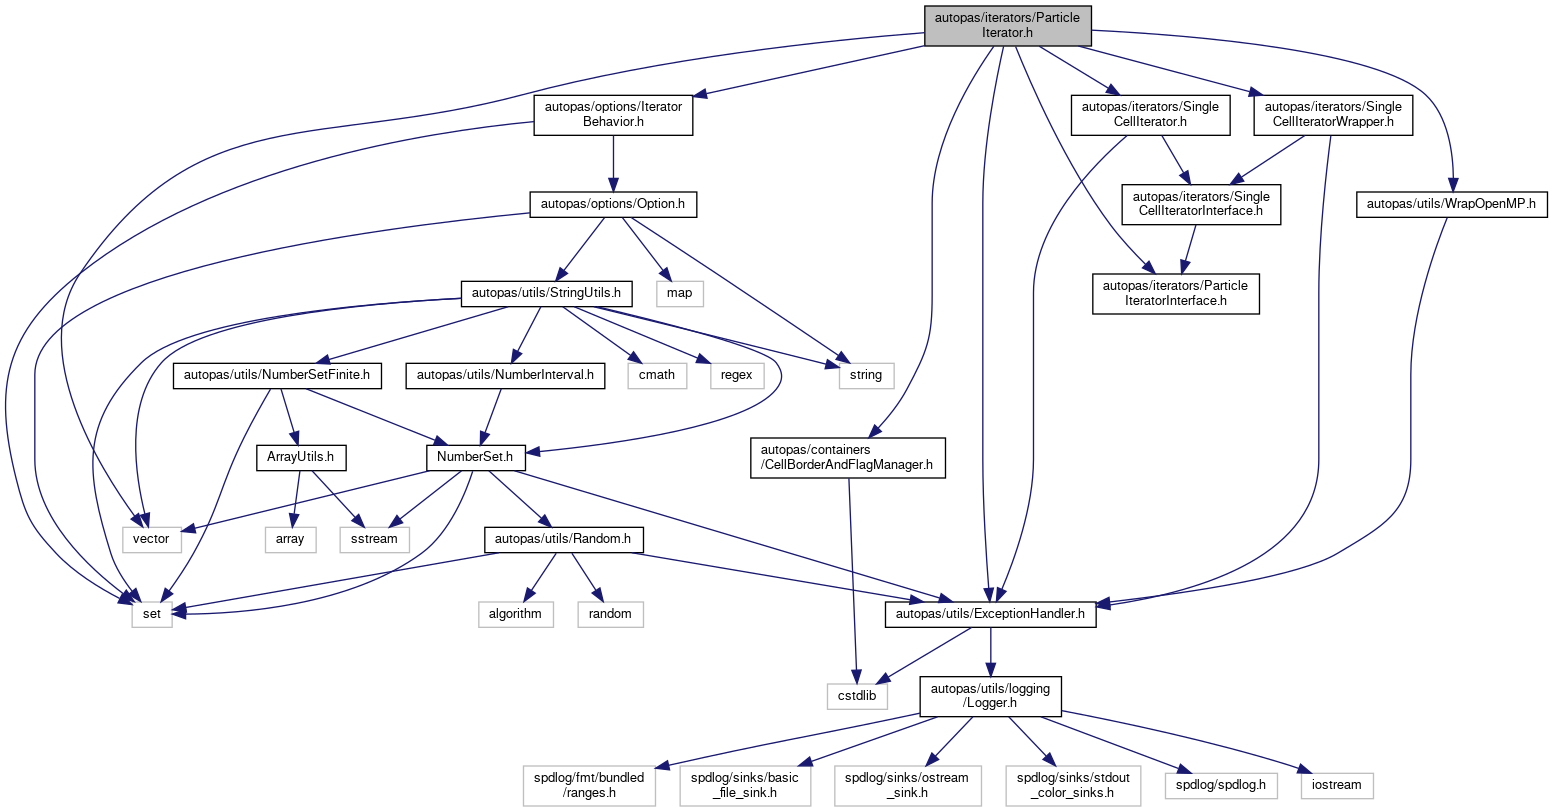 autopas/iterators/Particle
Iterator.h
autopas/options/Iterator
Behavior.h
autopas/iterators/Single
CellIterator.h
autopas/iterators/Single
CellIteratorWrapper.h
autopas/options/Option.h
autopas/iterators/Single
CellIteratorInterface.h
autopas/utils/WrapOpenMP.h
autopas/utils/StringUtils.h
map
autopas/iterators/Particle
IteratorInterface.h
autopas/utils/NumberSetFinite.h
autopas/utils/NumberInterval.h
cmath
regex
string
ArrayUtils.h
NumberSet.h
autopas/containers
/CellBorderAndFlagManager.h
vector
array
sstream
autopas/utils/Random.h
set
algorithm
random
autopas/utils/ExceptionHandler.h
cstdlib
autopas/utils/logging
/Logger.h
spdlog/fmt/bundled
/ranges.h
spdlog/sinks/basic
_file_sink.h
spdlog/sinks/ostream
_sink.h
spdlog/sinks/stdout
_color_sinks.h
spdlog/spdlog.h
iostream